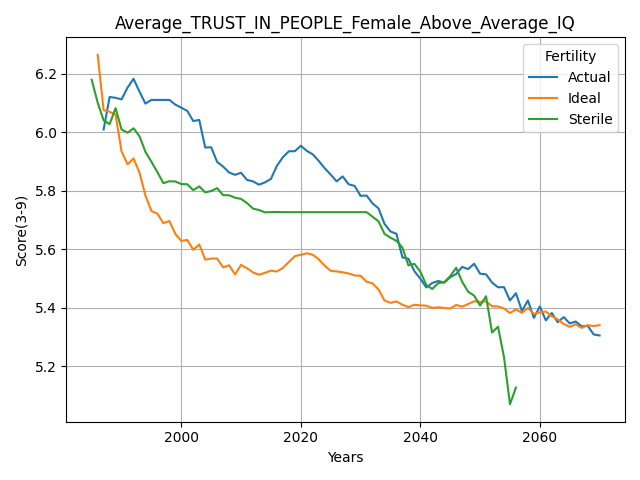 Average_TRUST_IN_PEOPLE_Female_Above_Average_IQ
Fertility
Actual
Ideal
Sterile
Score(3-9)
6.2
6.0
5.8
5.6
5.4
5.2
2000 2020 2040 2060
Years